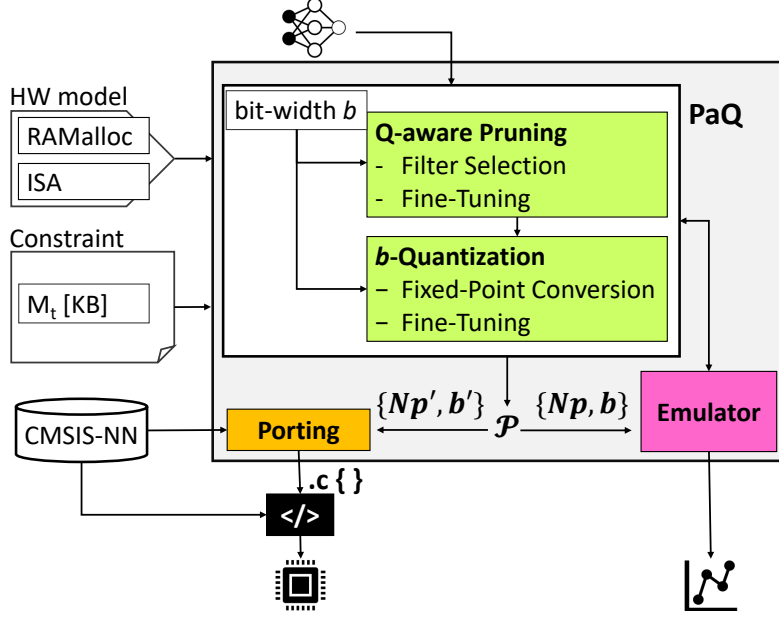 HW model
RAMalloc
ISA
Constraint
Mₜ [KB]
CMSIS-NN
PaQ
bit-width b
Q-aware Pruning
- Filter Selection
- Fine-Tuning
b-Quantization
− Fixed-Point Conversion
− Fine-Tuning
{Np′, b′}
𝒫
{Np, b}
Porting
Emulator
.c { }
</>